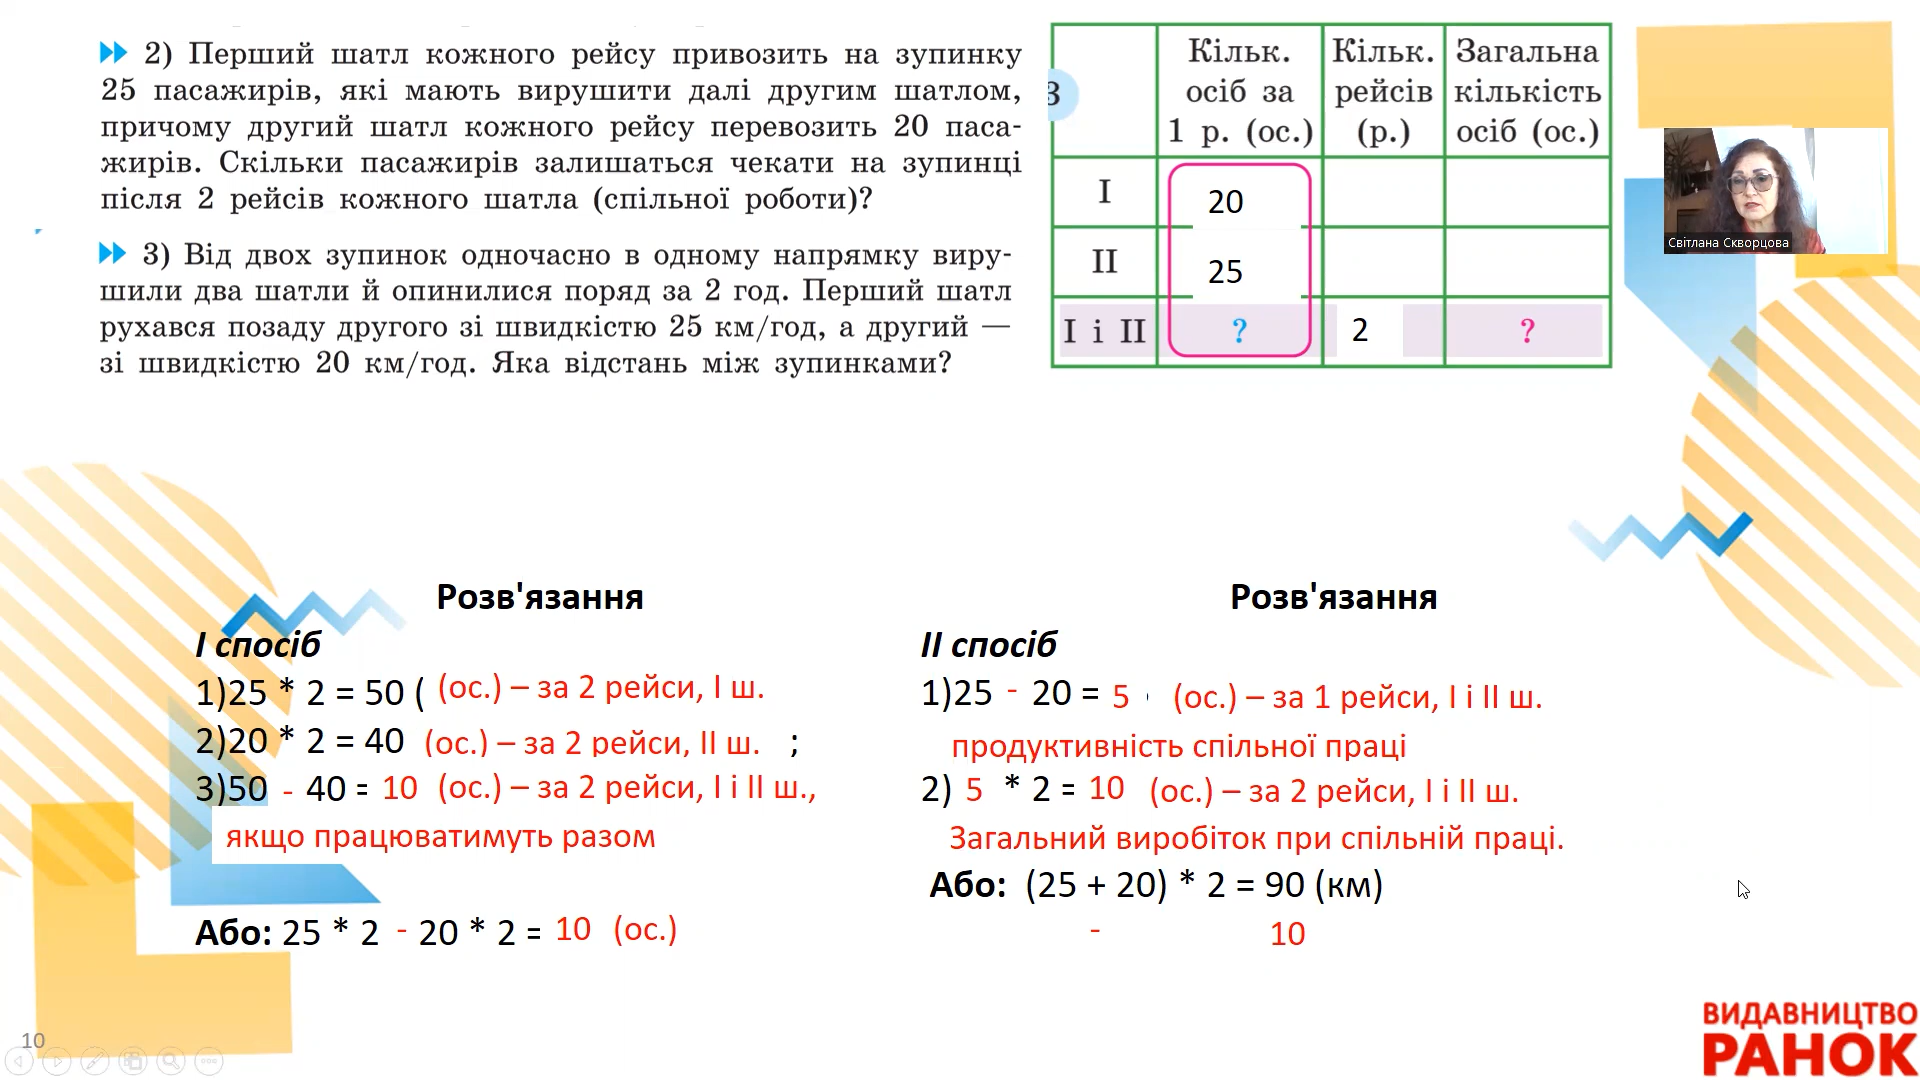 2) Перший шатл кожного рейсу привозить на зупинку
25 пасажирів, які мають вирушити далі другим шатлом,
причому другий шатл кожного рейсу перевозить 20 паса-
жирів. Скільки пасажирів залишаться чекати на зупинці
після 2 рейсів кожного шатла (спільної роботи)?
3) Від двох зупинок одночасно в одному напрямку виру-
шили два шатли й опинилися поряд за 2 год. Перший шатл
рухався позаду другого зі швидкістю 25 км/год, а другий —
зі швидкістю 20 км/год. Яка відстань між зупинками?
3
Кільк. осіб за 1 р. (ос.) Кільк. рейсів (р.) Загальна кількість осіб (ос.)
I 20
II 25
I і II ? 2 ?
Світлана Скворцова
Розв'язання
I спосіб
1)25 * 2 = 50 ( (ос.) – за 2 рейси, І ш.
2)20 * 2 = 40 (ос.) – за 2 рейси, ІІ ш. ;
3)50 - 40 = 10 (ос.) – за 2 рейси, І і ІІ ш.,
якщо працюватимуть разом
Або: 25 * 2 - 20 * 2 = 10 (ос.)
Розв'язання
II спосіб
1)25 - 20 = 5 (ос.) – за 1 рейси, І і ІІ ш.
продуктивність спільної праці
2) 5 * 2 = 10 (ос.) – за 2 рейси, І і ІІ ш.
Загальний виробіток при спільній праці.
Або: (25 + 20) * 2 = 90 (км)
- 10
10
ВИДАВНИЦТВО
РАНОК